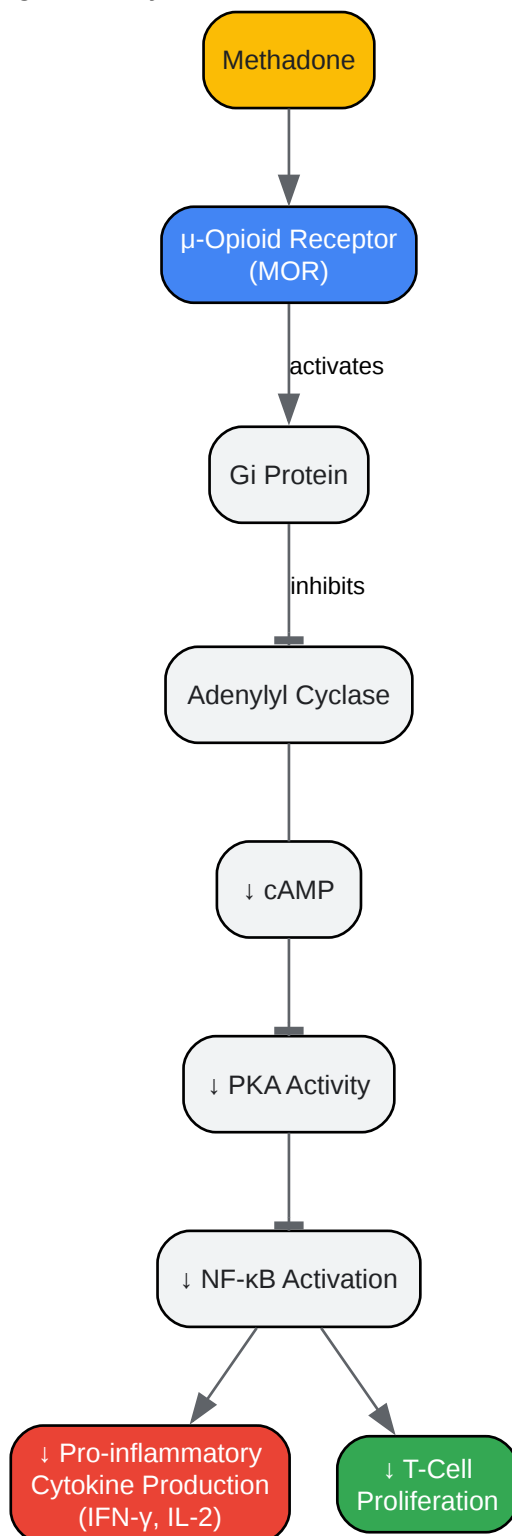 Methadone
μ-Opioid Receptor
(MOR)
activates
Gi Protein
inhibits
Adenylyl Cyclase
↓ cAMP
↓ PKA Activity
↓ NF-κB Activation
↓ Pro-inflammatory
Cytokine Production
(IFN-γ, IL-2)
↓ T-Cell
Proliferation